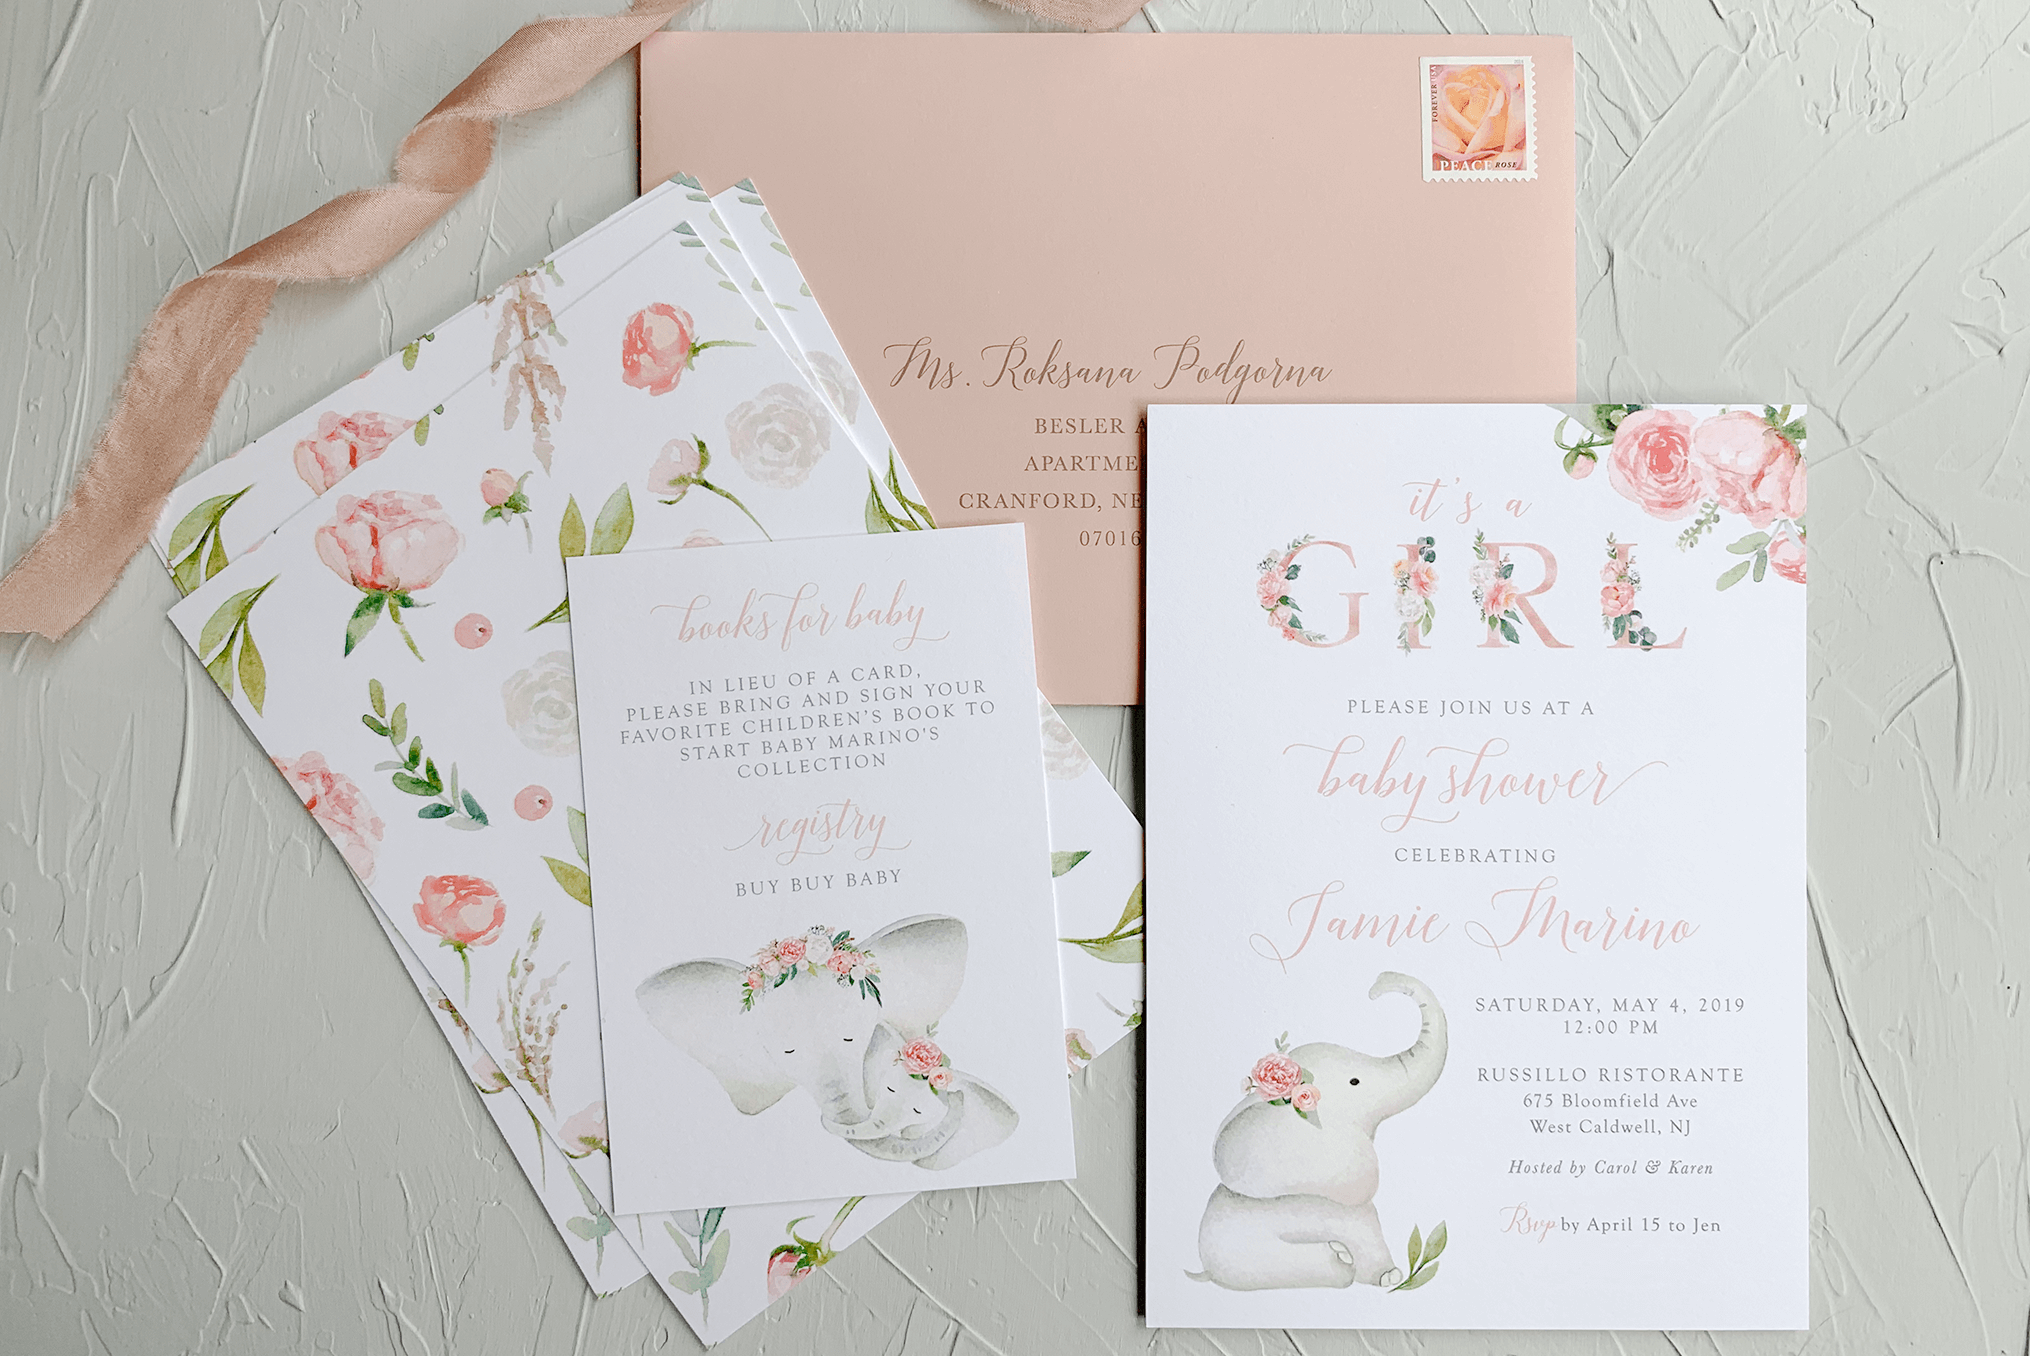 FOREVER USA
PEACE ROSE
Ms. Roksana Podgorna
BESLER
APARTME
CRANFORD, NE
07016
books for baby
IN LIEU OF A CARD,
PLEASE BRING AND SIGN YOUR
FAVORITE CHILDREN'S BOOK TO
START BABY MARINO'S
COLLECTION
registry
BUY BUY BABY
it's a
GIRL
PLEASE JOIN US AT A
baby shower
CELEBRATING
Jamie Marino
SATURDAY, MAY 4, 2019
12:00 PM
RUSSILLO RISTORANTE
675 Bloomfield Ave
West Caldwell, NJ
Hosted by Carol & Karen
Rsvp by April 15 to Jen